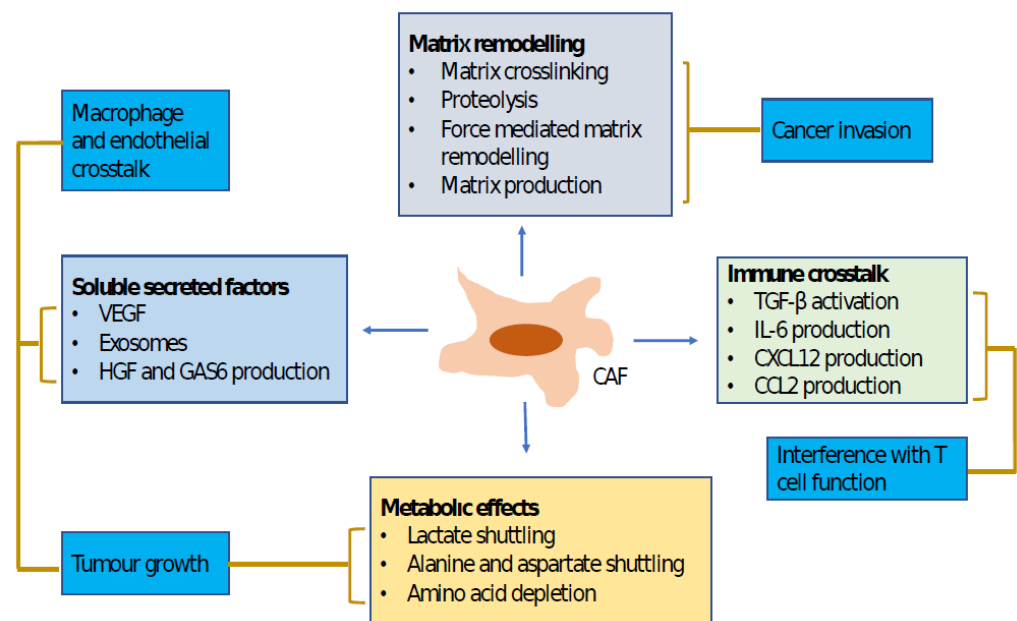 Matrix remodelling
• Matrix crosslinking
• Proteolysis
• Force mediated matrix
remodelling
• Matrix production
Macrophage
and endothelial
crosstalk
Cancer invasion
Soluble secreted factors
• VEGF
• Exosomes
• HGF and GAS6 production
CAF
Immune crosstalk
• TGF-β activation
• IL-6 production
• CXCL12 production
• CCL2 production
Interference with T
cell function
Metabolic effects
• Lactate shuttling
• Alanine and aspartate shuttling
• Amino acid depletion
Tumour growth